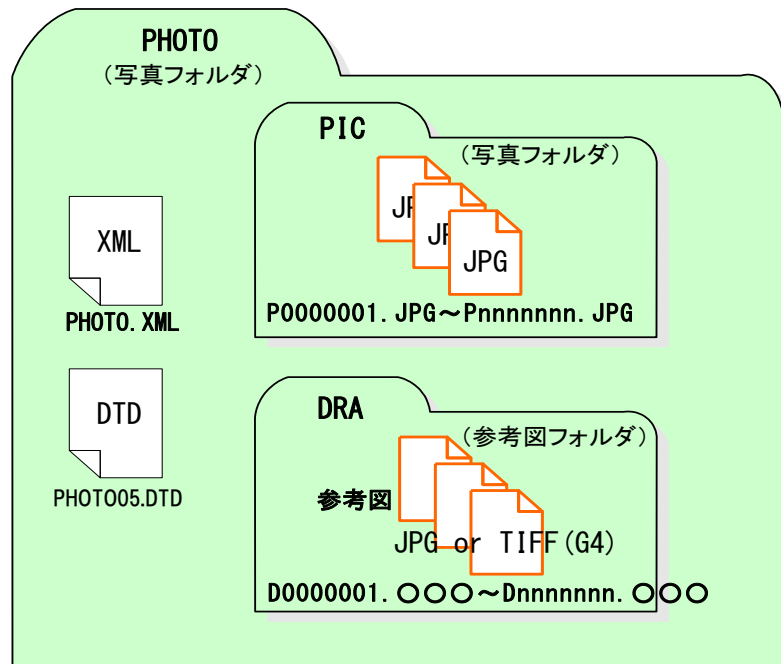 PHOTO
（写真フォルダ）
PIC
（写真フォルダ）
JP
JP
JPG
XML
PHOTO.XML
P0000001.JPG～Pnnnnnnn.JPG
DTD
PHOTO05.DTD
DRA
（参考図フォルダ）
参考図
JPG or TIFF(G4)
D0000001.○○○～Dnnnnnnn.○○○